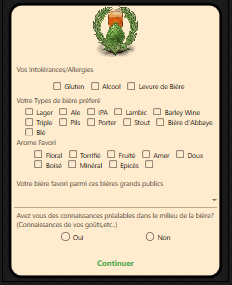 Vos Intolérances/Allergies
Gluten Alcool Levure de Bière
Votre Types de bière préferé
Lager Ale IPA Lambic Barley Wine
Triple Pils Porter Stout Bière d'Abbaye
Blé
Arome Favori
Floral Torrifié Fruité Amer Doux
Boisé Minéral Epicés
Votre bière favori parmi ces bières grands publics
Avez vous des connaissances préalables dans le milieu de la bière?
(Connaissances de vos goûts,etc..)
Oui Non
Continuer